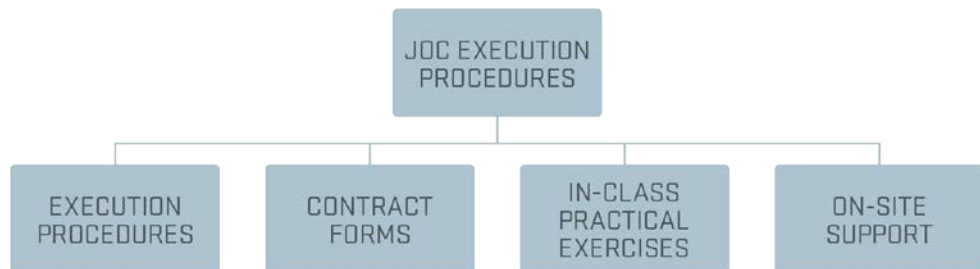 JOC EXECUTION
PROCEDURES
EXECUTION
PROCEDURES
CONTRACT
FORMS
IN-CLASS
PRACTICAL
EXERCISES
ON-SITE
SUPPORT